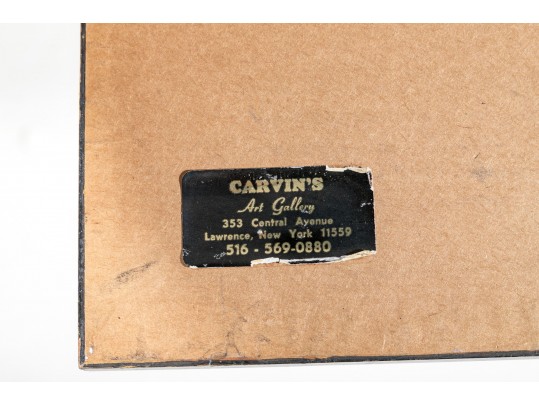 CARVIN'S
Art Gallery
353 Central Avenue
Lawrence, New York 11559
516 - 569-0880